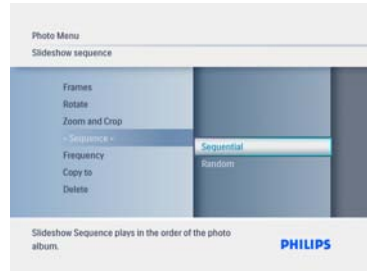 Photo Menu
Slideshow sequence
Frames
Rotate
Zoom and Crop
- Sequence -
Frequency
Copy to
Delete
Sequential
Random
Slideshow Sequence plays in the order of the photo
album.
PHILIPS